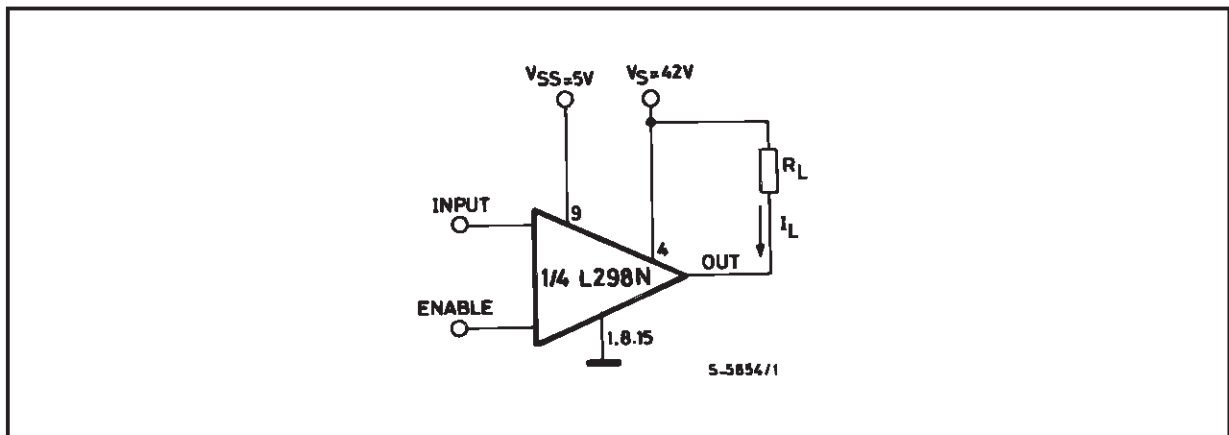 VSS=5V
VS=42V
RL
INPUT
9
IL
4
OUT
1/4 L298N
ENABLE
1.8.15
S-5854/1